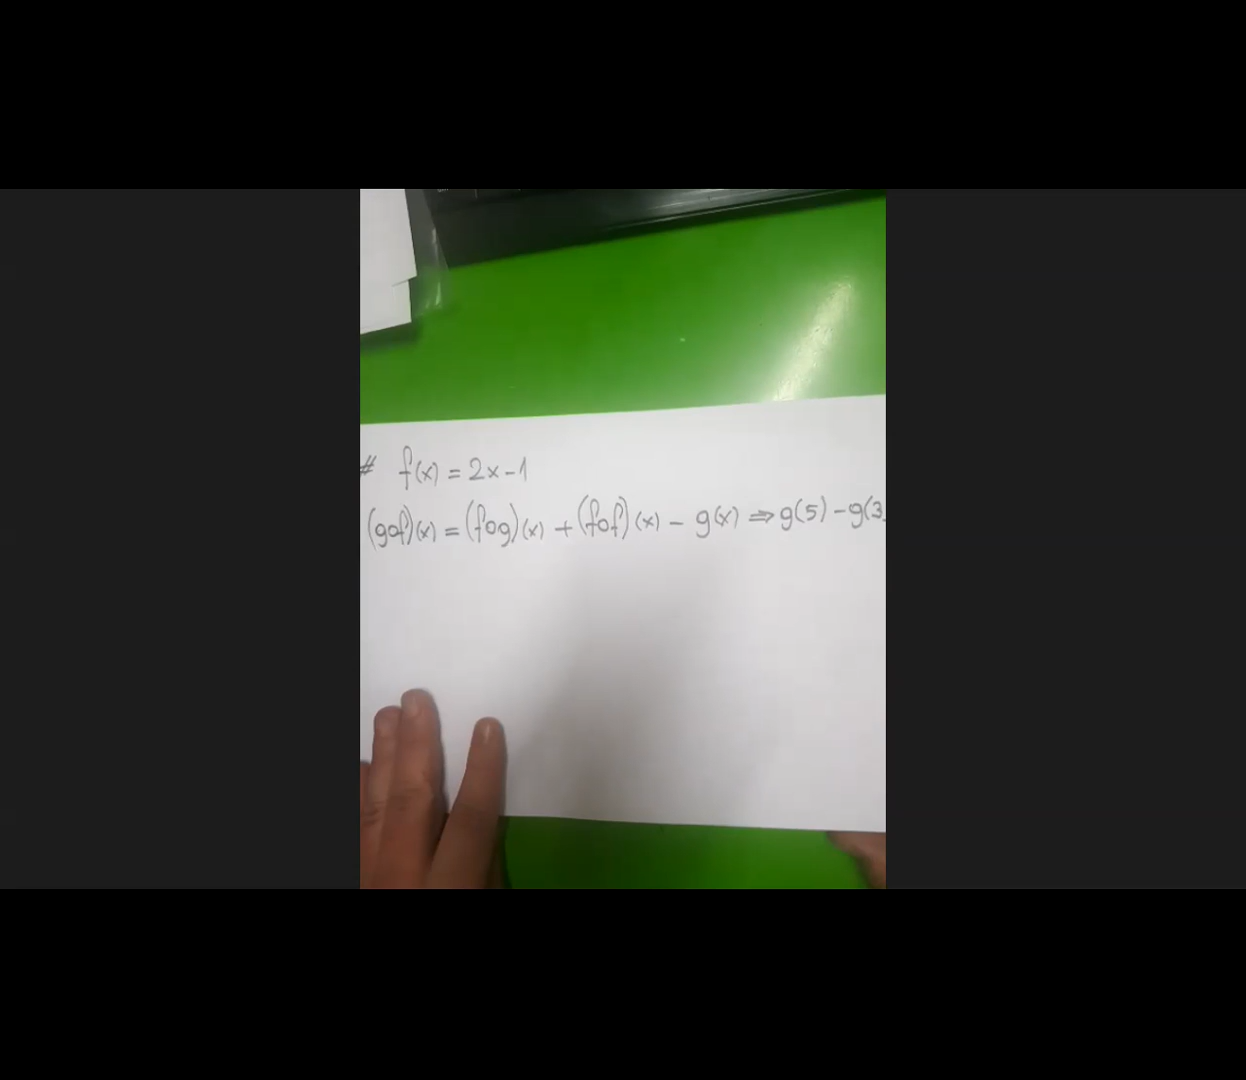 # f(x) = 2x-1
(gof)(x) = (fog)(x) + (fof)(x) - g(x) ⇒ g(5) - g(3)